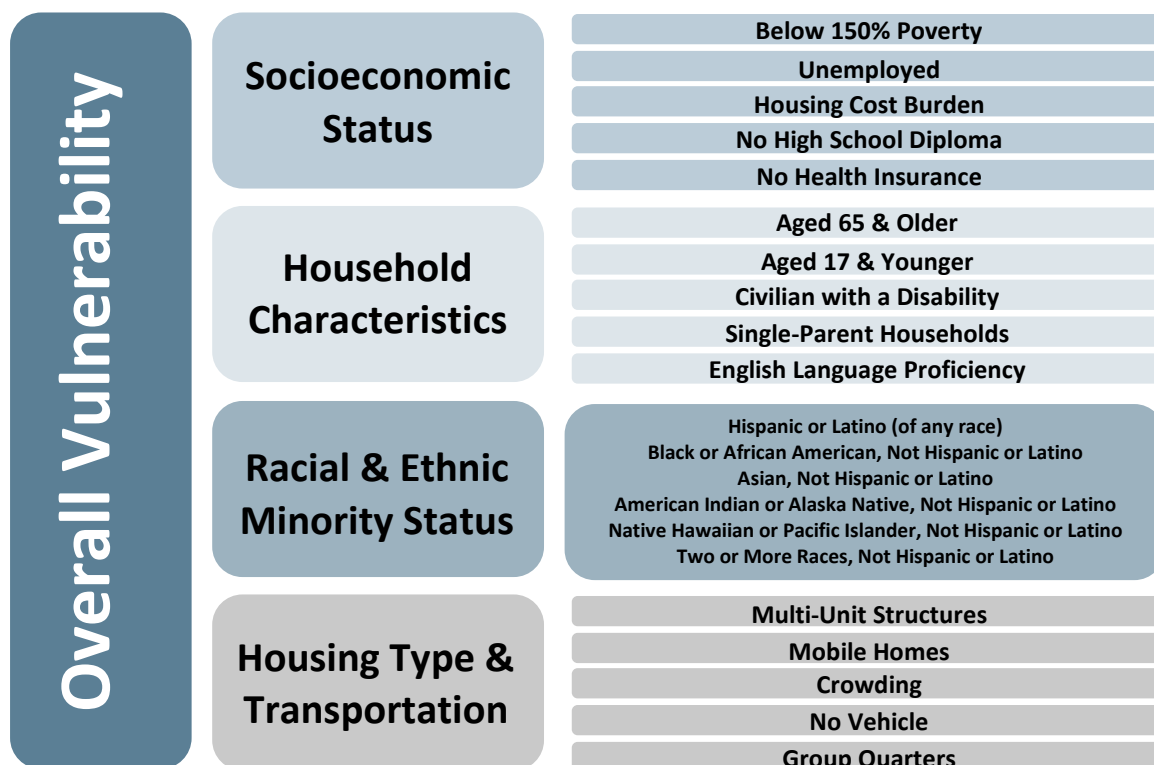 Overall Vulnerability
Socioeconomic
Status
Below 150% Poverty
Unemployed
Housing Cost Burden
No High School Diploma
No Health Insurance
Household
Characteristics
Aged 65 & Older
Aged 17 & Younger
Civilian with a Disability
Single-Parent Households
English Language Proficiency
Racial & Ethnic
Minority Status
Hispanic or Latino (of any race)
Black or African American, Not Hispanic or Latino
Asian, Not Hispanic or Latino
American Indian or Alaska Native, Not Hispanic or Latino
Native Hawaiian or Pacific Islander, Not Hispanic or Latino
Two or More Races, Not Hispanic or Latino
Housing Type &
Transportation
Multi-Unit Structures
Mobile Homes
Crowding
No Vehicle
Group Quarters